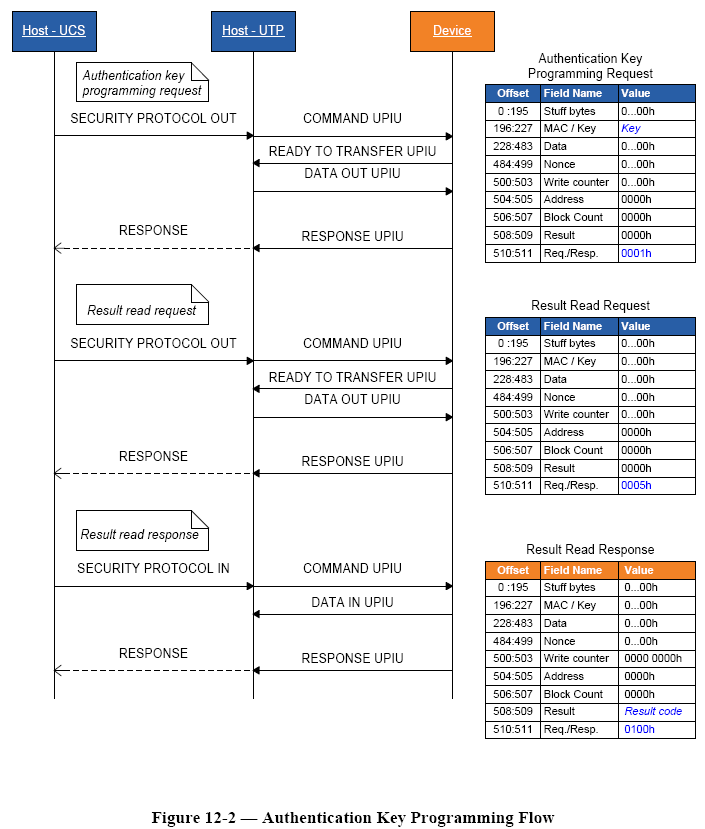 Host - UCS
Host - UTP
Device
Authentication key
programming request
SECURITY PROTOCOL OUT
COMMAND UPIU
READY TO TRANSFER UPIU
DATA OUT UPIU
RESPONSE
RESPONSE UPIU
Result read request
SECURITY PROTOCOL OUT
COMMAND UPIU
READY TO TRANSFER UPIU
DATA OUT UPIU
RESPONSE
RESPONSE UPIU
Result read response
SECURITY PROTOCOL IN
COMMAND UPIU
DATA IN UPIU
RESPONSE
RESPONSE UPIU
Authentication Key
Programming Request
Offset Field Name Value
0 :195 Stuff bytes 0...00h
196:227 MAC / Key Key
228:483 Data 0...00h
484:499 Nonce 0...00h
500:503 Write counter 0...00h
504:505 Address 0000h
506:507 Block Count 0000h
508:509 Result 0000h
510:511 Req./Resp. 0001h
Result Read Request
Offset Field Name Value
0 :195 Stuff bytes 0...00h
196:227 MAC / Key 0...00h
228:483 Data 0...00h
484:499 Nonce 0...00h
500:503 Write counter 0...00h
504:505 Address 0000h
506:507 Block Count 0000h
508:509 Result 0000h
510:511 Req./Resp. 0005h
Result Read Response
Offset Field Name Value
0 :195 Stuff bytes 0...00h
196:227 MAC / Key 0...00h
228:483 Data 0...00h
484:499 Nonce 0...00h
500:503 Write counter 0000 0000h
504:505 Address 0000h
506:507 Block Count 0000h
508:509 Result Result code
510:511 Req./Resp. 0100h
Figure 12-2 — Authentication Key Programming Flow